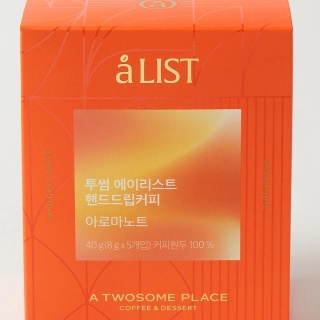 åLIST
투썸 에이리스트
핸드드립커피
아로마노트
40g(8g x 5개입) 커피원두 100%
A TWOSOME PLACE
COFFEE & DESSERT